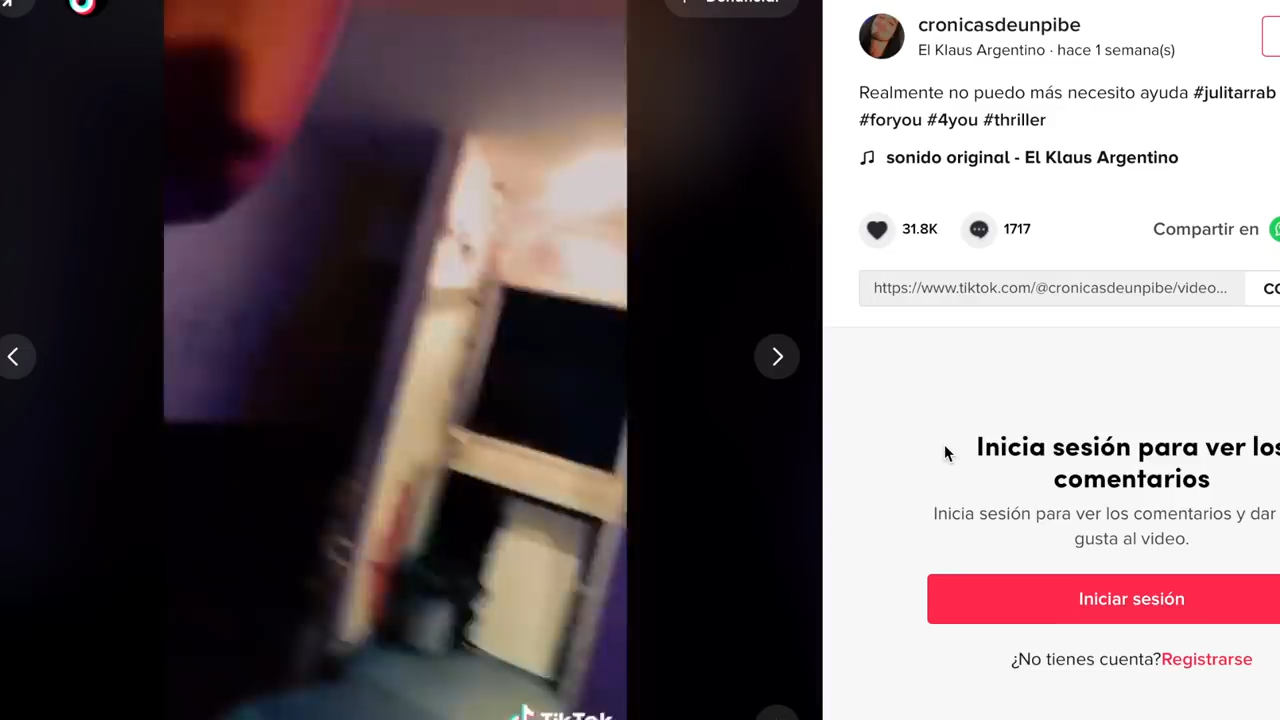 Denunciar
cronicasdeunpibe
El Klaus Argentino · hace 1 semana(s)
Realmente no puedo más necesito ayuda #julitarrab
#foryou #4you #thriller
sonido original - El Klaus Argentino
31.8K
1717
Compartir en
https://www.tiktok.com/@cronicasdeunpibe/video...
CO
Inicia sesión para ver los
comentarios
Inicia sesión para ver los comentarios y dar
gusta al video.
Iniciar sesión
¿No tienes cuenta?Registrarse
TikTok